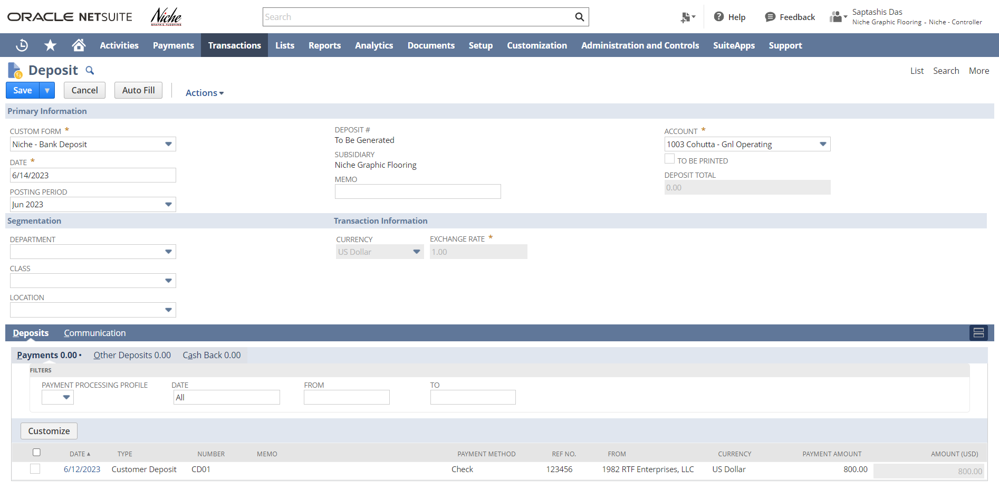 ORACLE NETSUITE
Niche
GRAPHIC FLOORING
Search
Help
Feedback
Saptashis Das
Niche Graphic Flooring - Niche - Controller
Activities Payments Transactions Lists Reports Analytics Documents Setup Customization Administration and Controls SuiteApps Support
Deposit
List Search More
Save Cancel Auto Fill Actions
Primary Information
CUSTOM FORM *
Niche - Bank Deposit
DATE *
6/14/2023
POSTING PERIOD
Jun 2023
DEPOSIT #
To Be Generated
SUBSIDIARY
Niche Graphic Flooring
MEMO
ACCOUNT *
1003 Cohutta - Gnl Operating
TO BE PRINTED
DEPOSIT TOTAL
0.00
Segmentation
DEPARTMENT
CLASS
LOCATION
Transaction Information
CURRENCY
US Dollar
EXCHANGE RATE *
1.00
Deposits Communication
Payments 0.00 • Other Deposits 0.00 Cash Back 0.00
FILTERS
PAYMENT PROCESSING PROFILE DATE FROM TO
All
Customize
DATE TYPE NUMBER MEMO PAYMENT METHOD REF NO. FROM CURRENCY PAYMENT AMOUNT AMOUNT (USD)
6/12/2023 Customer Deposit CD01 Check 123456 1982 RTF Enterprises, LLC US Dollar 800.00 800.00